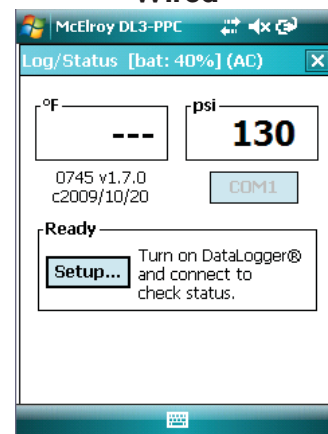 Wired
McElroy DL3-PPC
Log/Status [bat: 40%] (AC)
°F
psi
---
130
0745 v1.7.0
c2009/10/20
COM1
Ready
Setup...
Turn on DataLogger®
and connect to
check status.